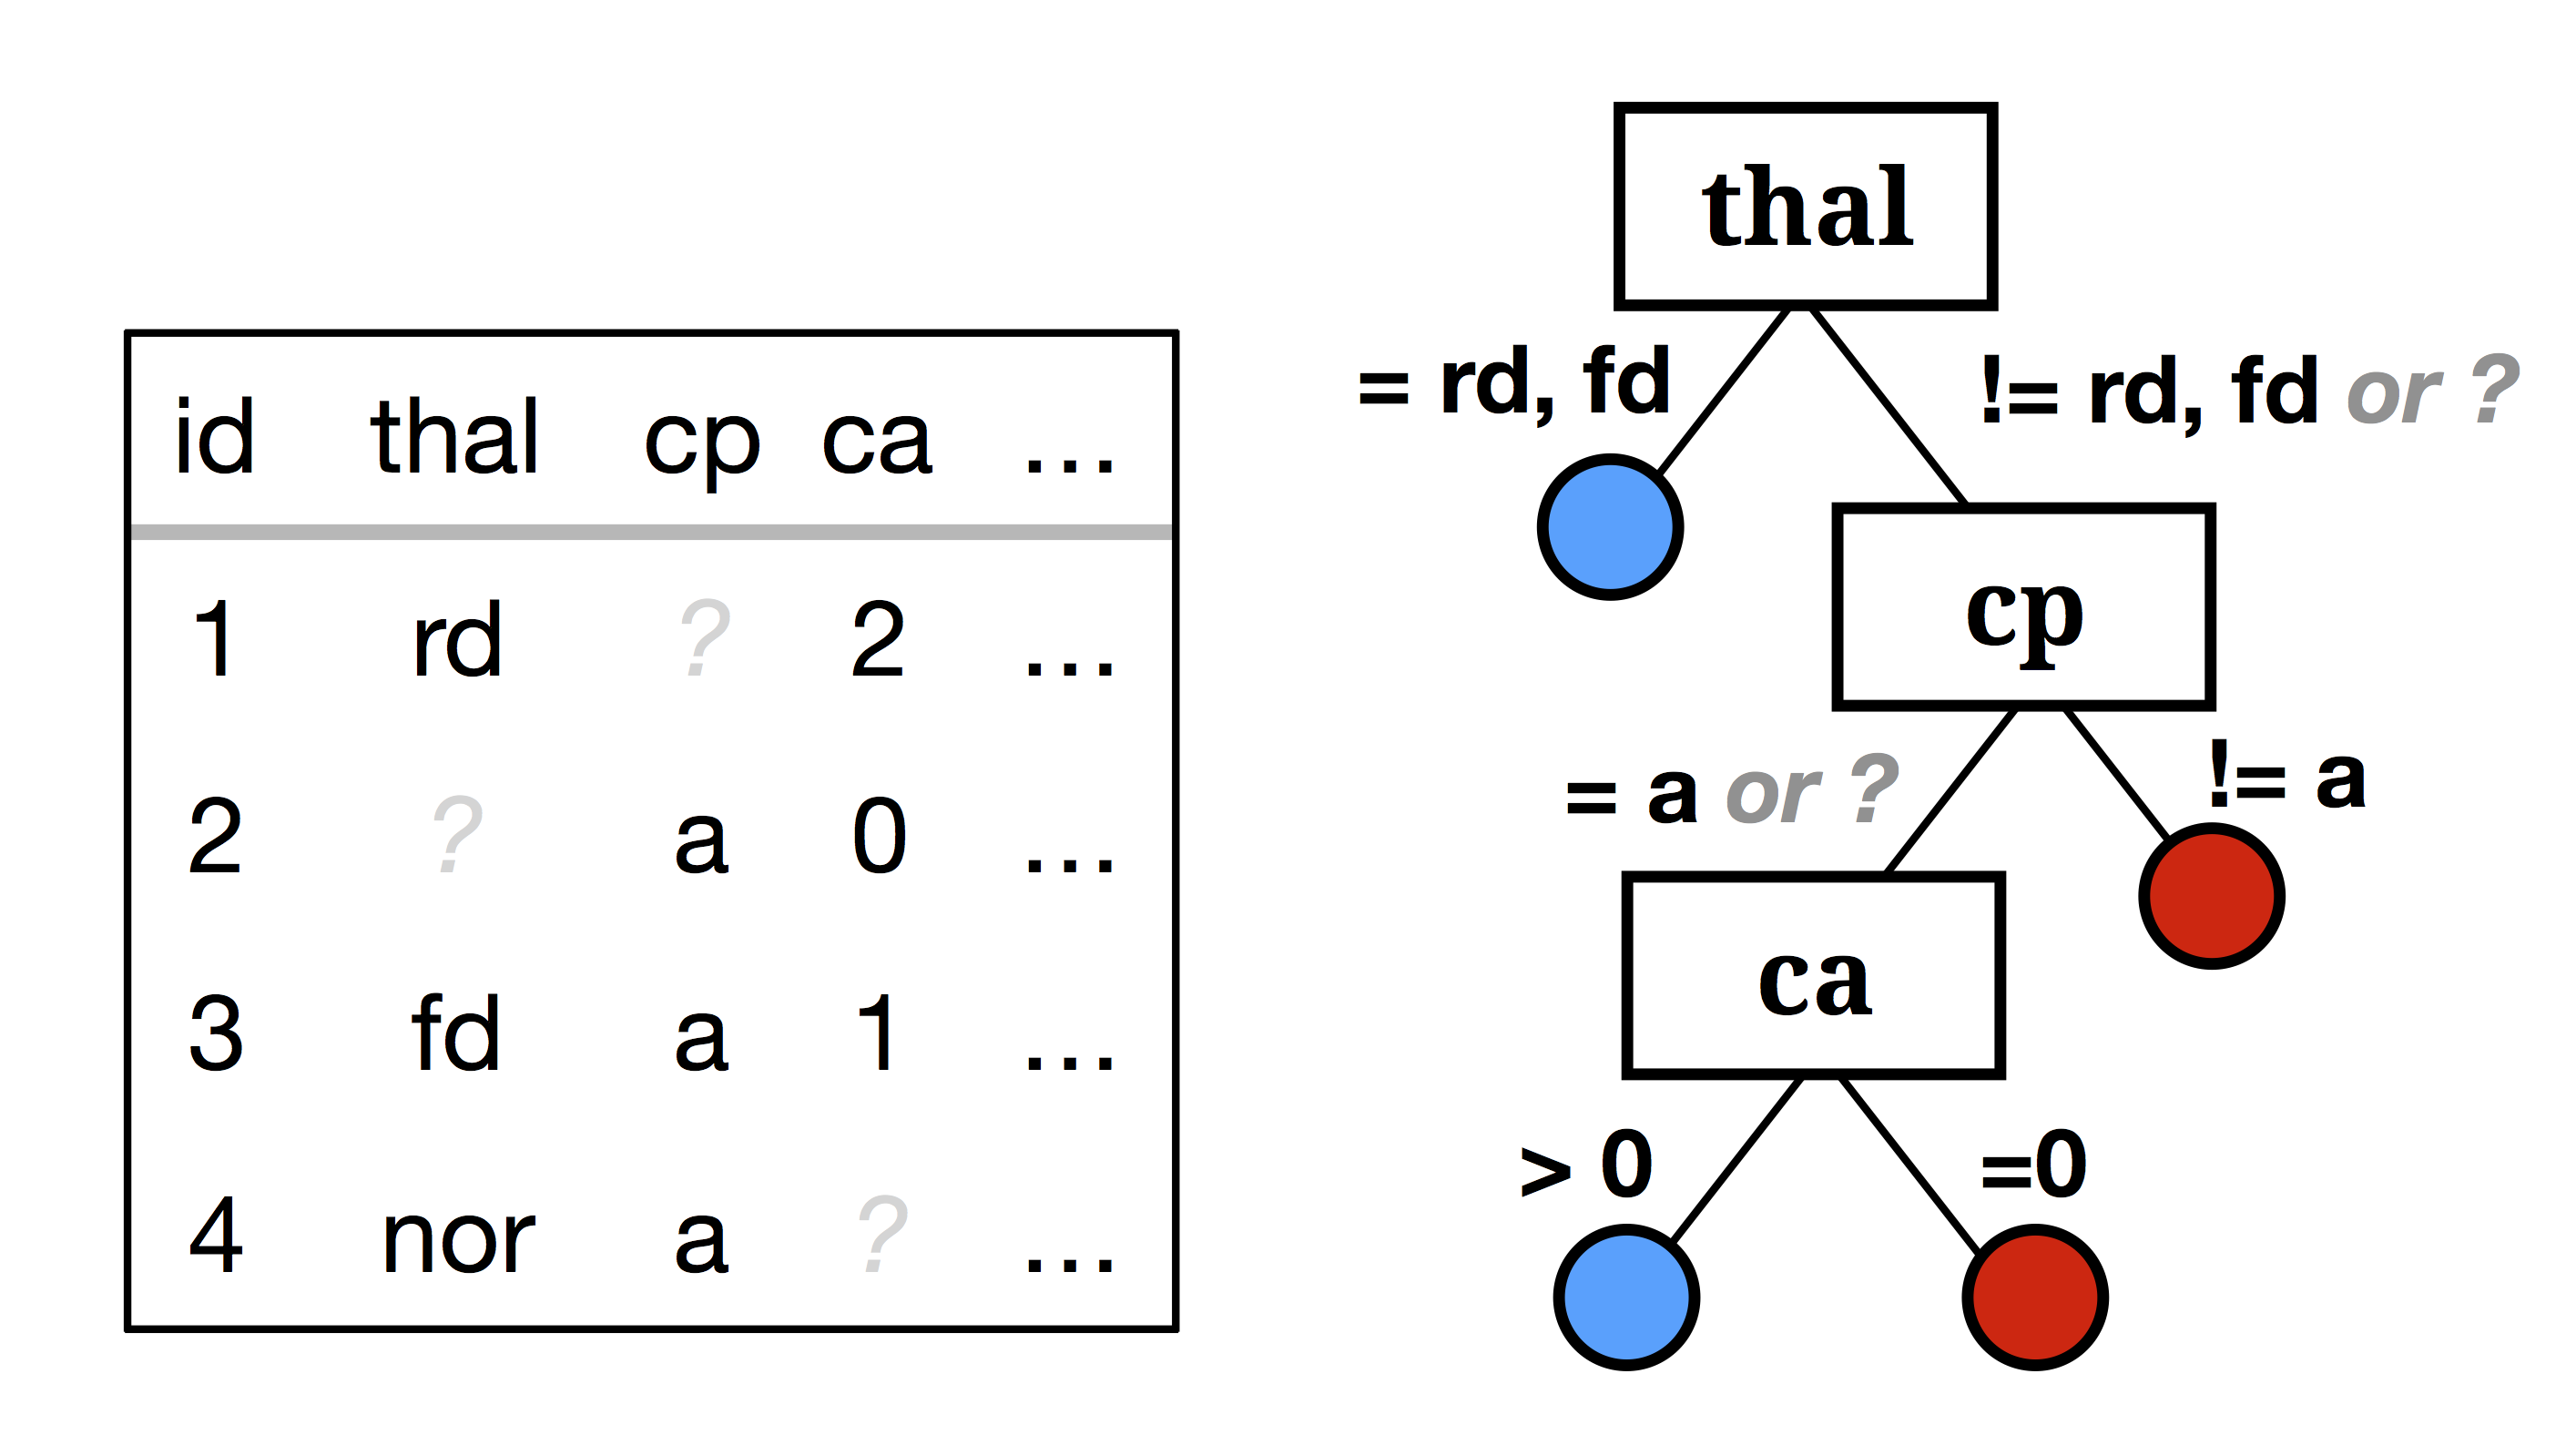 id thal cp ca ...
1 rd ? 2 ...
2 ? a 0 ...
3 fd a 1 ...
4 nor a ? ...
thal
= rd, fd
!= rd, fd or ?
cp
= a or ?
!= a
ca
> 0
=0